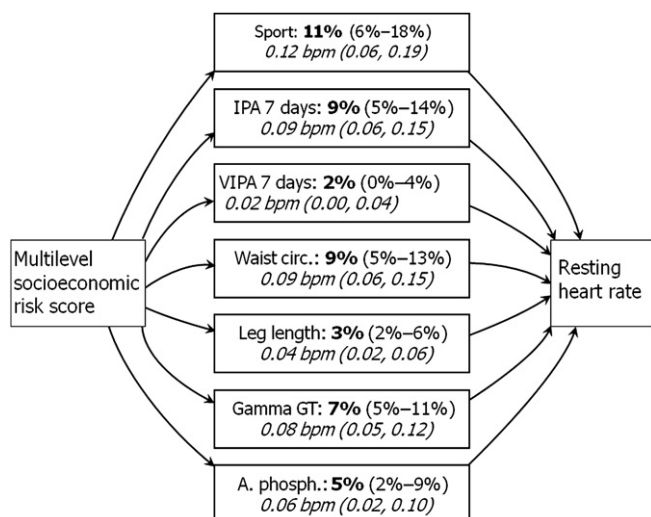 Sport: 11% (6%–18%)
0.12 bpm (0.06, 0.19)
IPA 7 days: 9% (5%–14%)
0.09 bpm (0.06, 0.15)
VIPA 7 days: 2% (0%–4%)
0.02 bpm (0.00, 0.04)
Multilevel
socioeconomic
risk score
Waist circ.: 9% (5%–13%)
0.09 bpm (0.06, 0.15)
Resting
heart rate
Leg length: 3% (2%–6%)
0.04 bpm (0.02, 0.06)
Gamma GT: 7% (5%–11%)
0.08 bpm (0.05, 0.12)
A. phosph.: 5% (2%–9%)
0.06 bpm (0.02, 0.10)